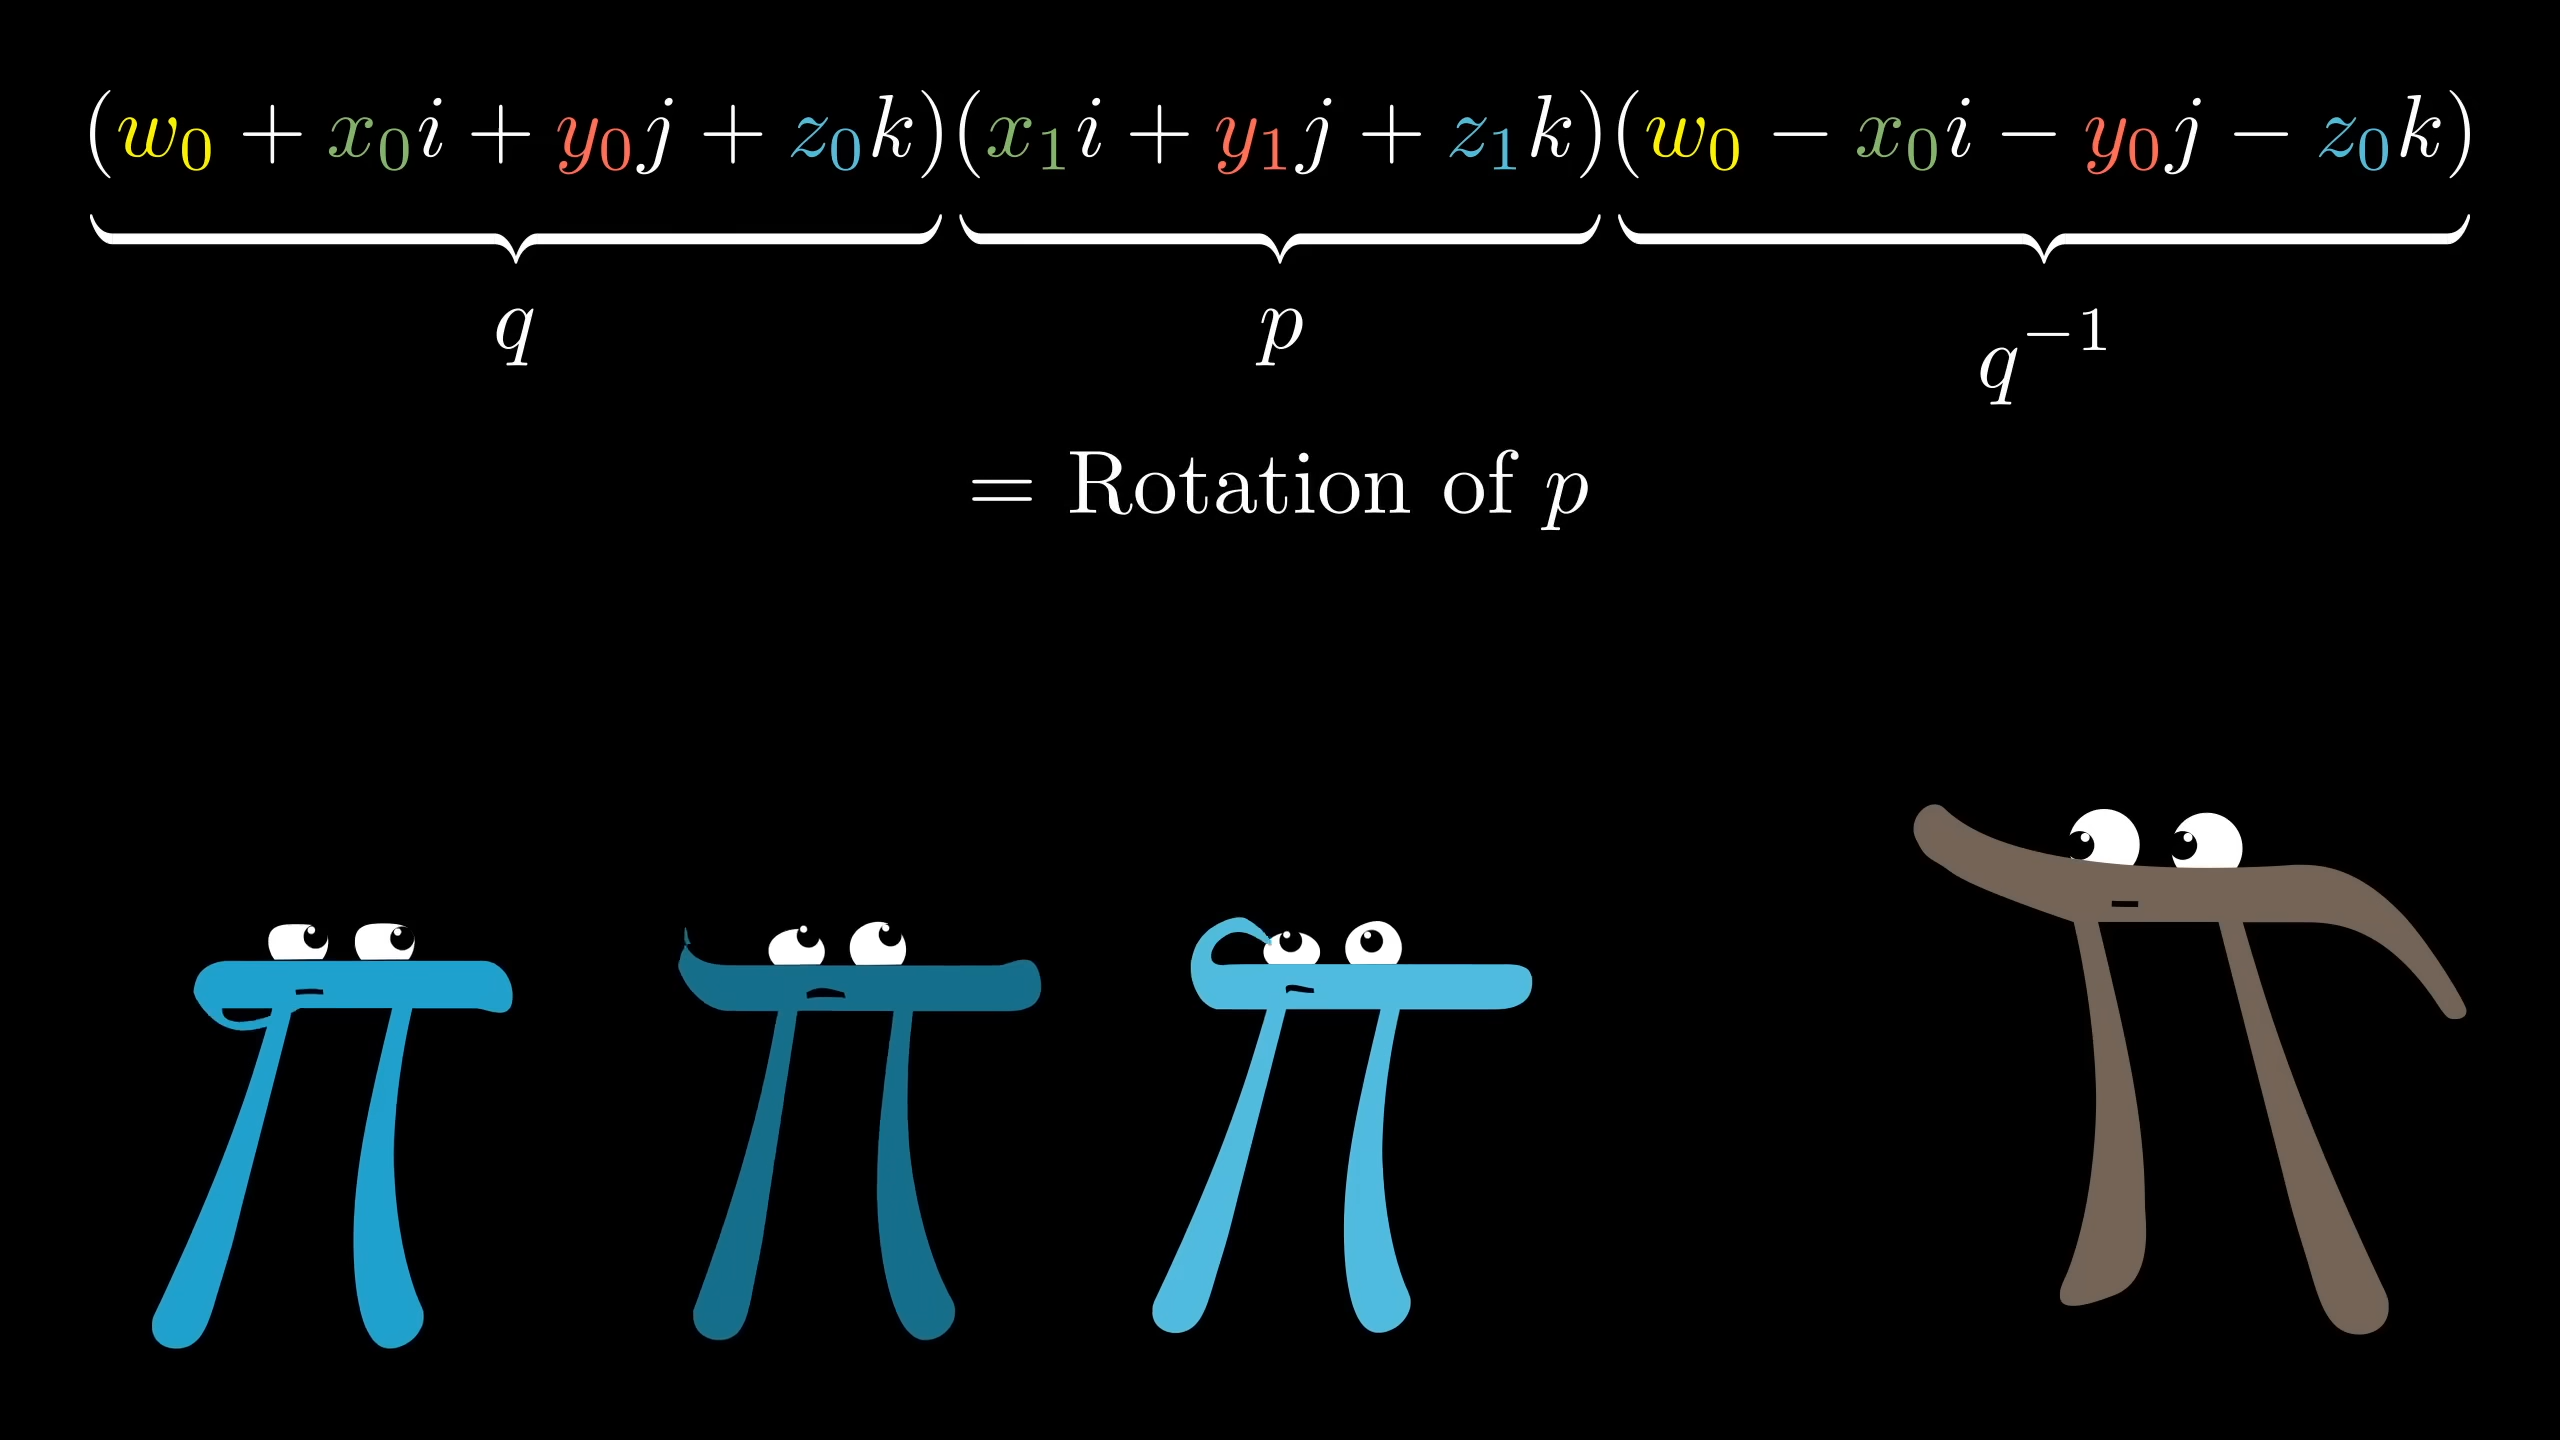 (w₀ + x₀i + y₀j + z₀k)(x₁i + y₁j + z₁k)(w₀ − x₀i − y₀j − z₀k)
q p q⁻¹
= Rotation of p